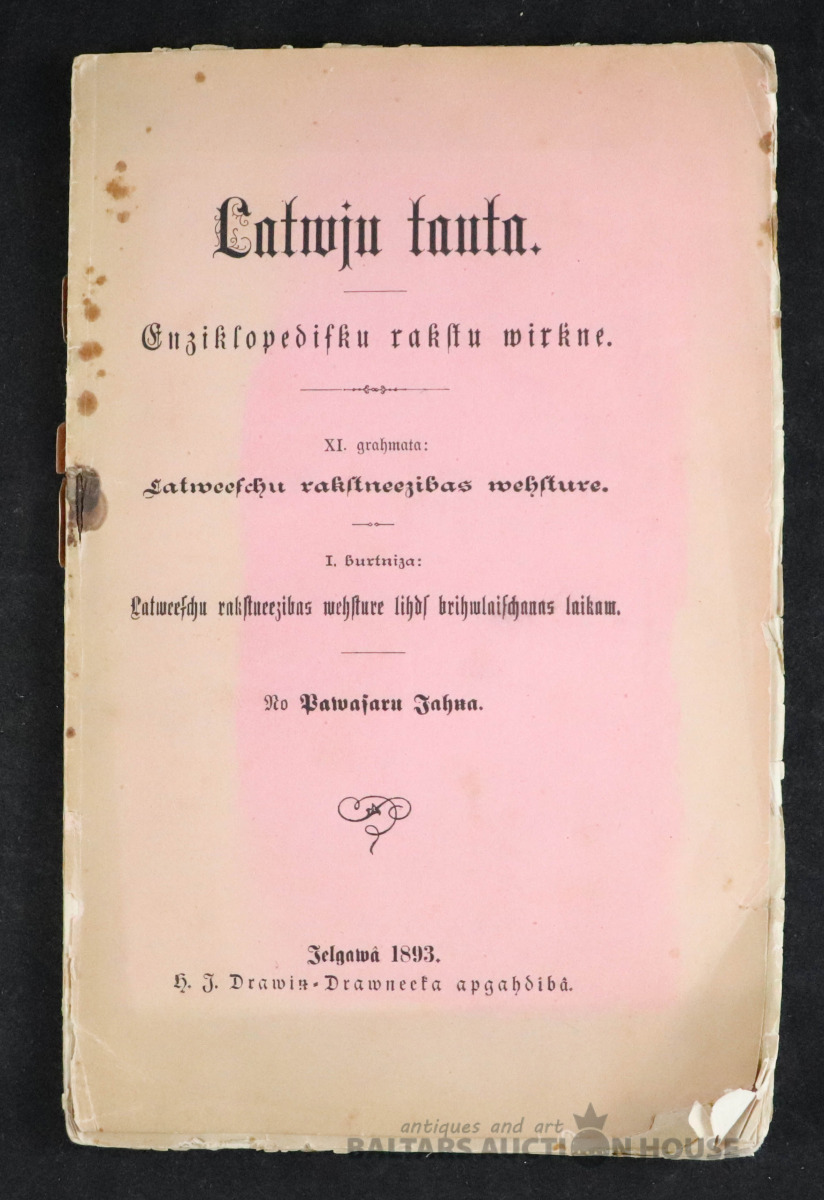 Latwju tauta.
Enziklopediſku rakſtu wirkne.
XI. grahmata:
Latweeſchu rakſtneezibas wehſture.
I. burtniza:
Latweeſchu rakſtneezibas wehſture lihdſ brihwlaiſchanas laikam.
No Pawaſaru Jahna.
Jelgawâ 1893.
H. J. Drawiņ-Drawneeka apgahdibâ.
antiques and art
BALTARS AUCTION HOUSE